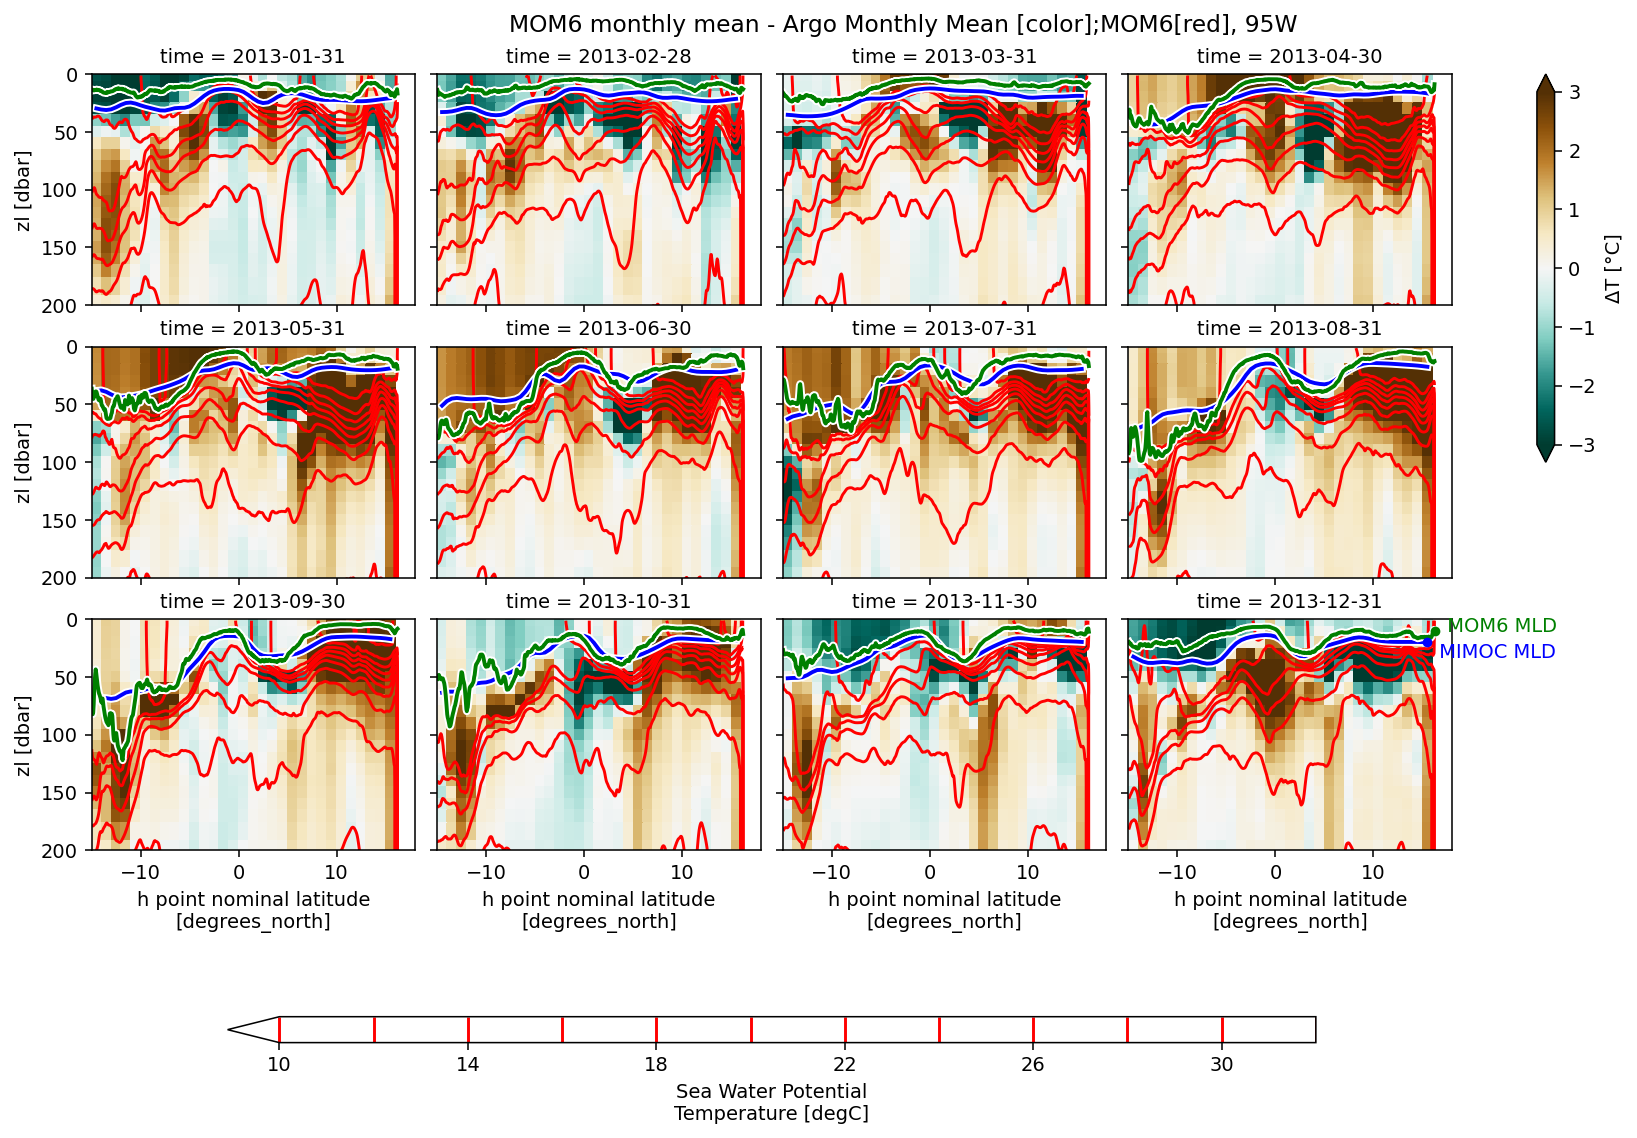 MOM6 monthly mean - Argo Monthly Mean [color];MOM6[red], 95W
time = 2013-01-31
time = 2013-02-28
time = 2013-03-31
time = 2013-04-30
0
50
100
150
200
zl [dbar]
3
2
1
0
−1
−2
−3
ΔT [°C]
time = 2013-05-31
time = 2013-06-30
time = 2013-07-31
time = 2013-08-31
0
50
100
150
200
zl [dbar]
time = 2013-09-30
time = 2013-10-31
time = 2013-11-30
time = 2013-12-31
0
50
100
150
200
zl [dbar]
MOM6 MLD
MIMOC MLD
−10 0 10
−10 0 10
−10 0 10
−10 0 10
h point nominal latitude
[degrees_north]
h point nominal latitude
[degrees_north]
h point nominal latitude
[degrees_north]
h point nominal latitude
[degrees_north]
10 14 18 22 26 30
Sea Water Potential
Temperature [degC]